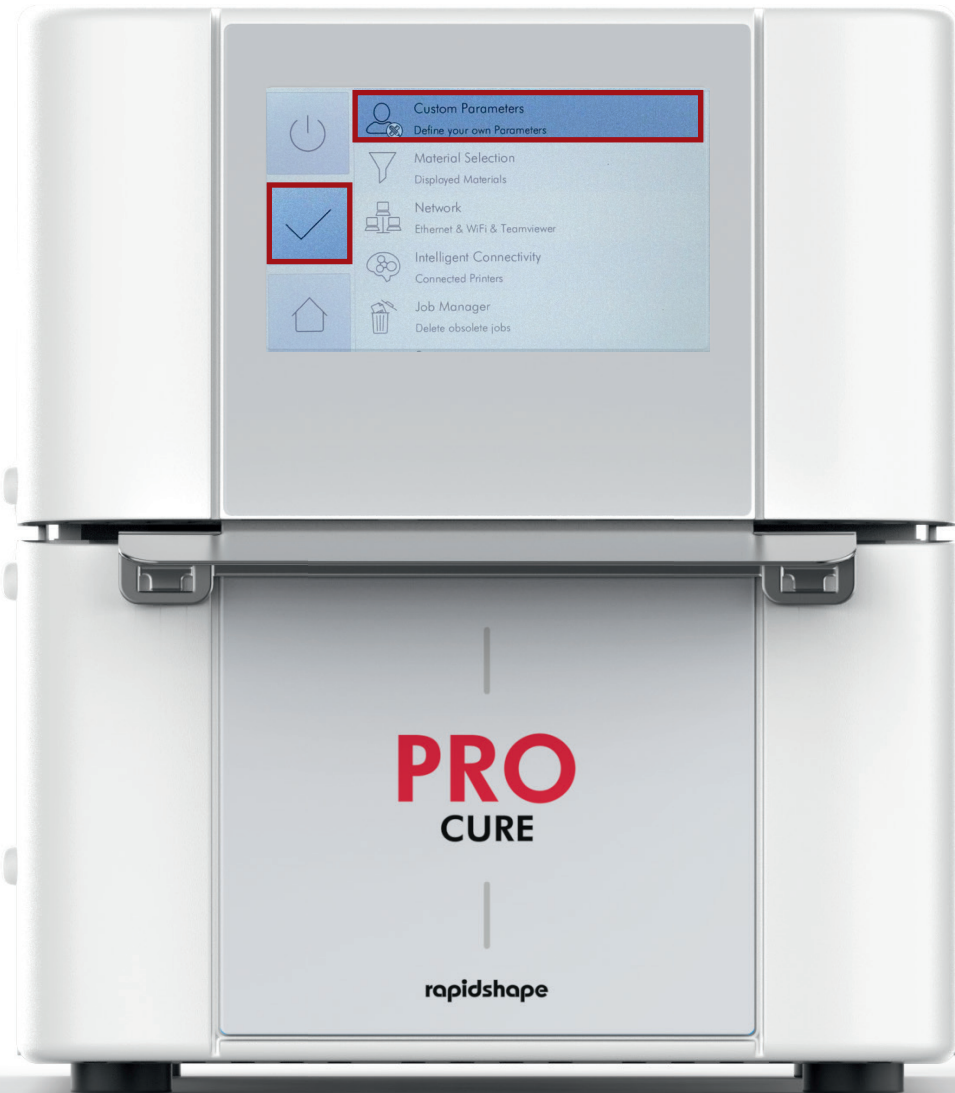 Custom Parameters
Define your own Parameters
Material Selection
Displayed Materials
Network
Ethernet & WiFi & Teamviewer
Intelligent Connectivity
Connected Printers
Job Manager
Delete obsolete jobs
PRO
CURE
rapidshape